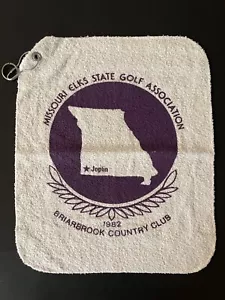 MISSOURI ELKS STATE GOLF ASSOCIATION
★ Joplin
1982
BRIARBROOK COUNTRY CLUB